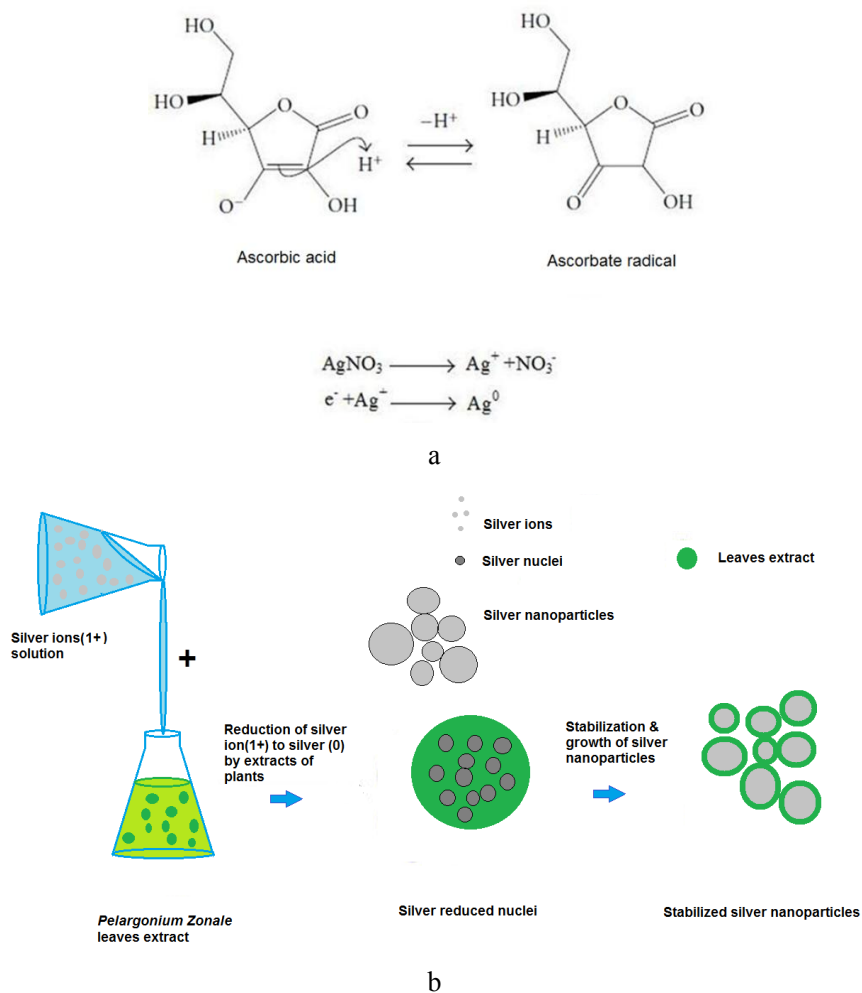 HO
HO
O
O
H
H⁺
O⁻
OH
Ascorbic acid
−H⁺
HO
HO
O
O
H
O
OH
Ascorbate radical
AgNO₃ ⟶ Ag⁺ +NO₃⁻
e⁻ +Ag⁺ ⟶ Ag⁰
a
Silver ions
Silver nuclei
Leaves extract
Silver nanoparticles
Silver ions(1+)
solution
+
Reduction of silver
ion(1+) to silver (0)
by extracts of
plants
Stabilization &
growth of silver
nanoparticles
Pelargonium Zonale
leaves extract
Silver reduced nuclei
Stabilized silver nanoparticles
b